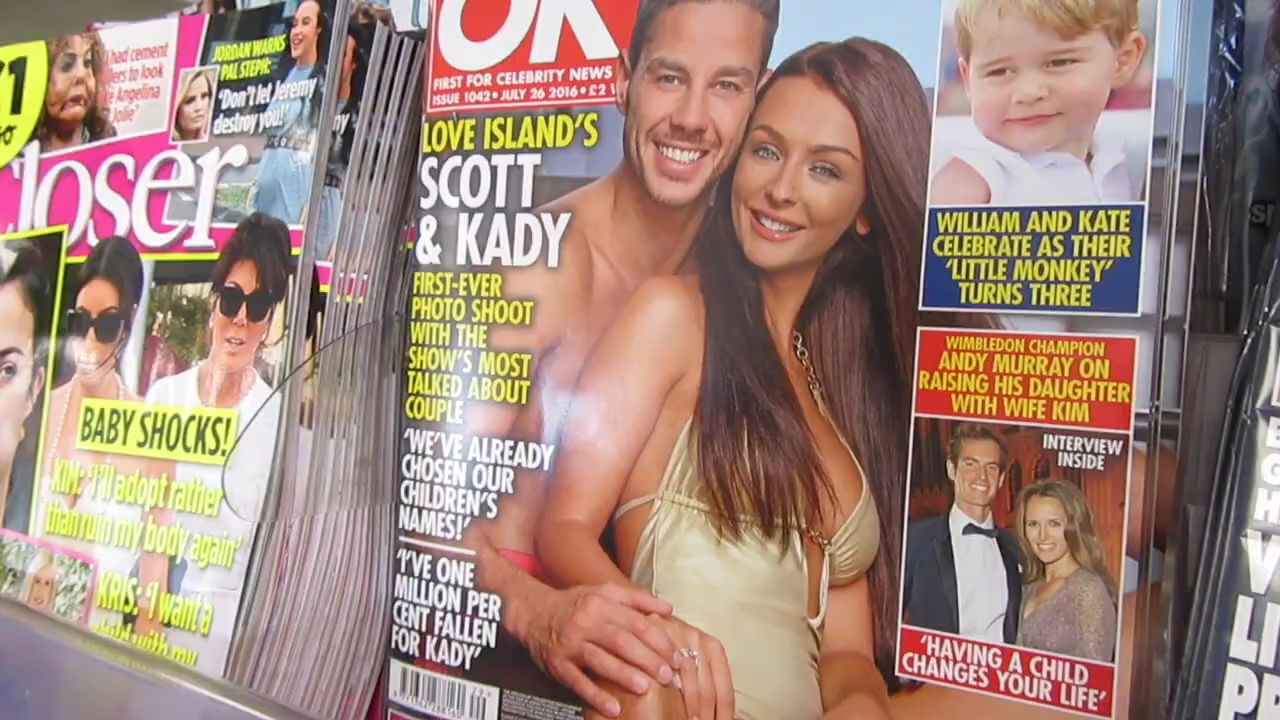 £1
had cement
fillers to look
like Angelina
Jolie"
JORDAN WARNS
PAL STEPH:
'Don't let Jeremy
destroy you!'
Closer
BABY SHOCKS!
KIM: 'I'll adopt rather
than ruin my body again'
KRIS: 'I want a
child with my
OK
FIRST FOR CELEBRITY NEWS
ISSUE 1042 • JULY 26 2016 • £2
LOVE ISLAND'S
SCOTT
& KADY
FIRST-EVER
PHOTO SHOOT
WITH THE
SHOW'S MOST
TALKED ABOUT
COUPLE
'WE'VE ALREADY
CHOSEN OUR
CHILDREN'S
NAMES!'
'I'VE ONE
MILLION PER
CENT FALLEN
FOR KADY'
WILLIAM AND KATE
CELEBRATE AS THEIR
'LITTLE MONKEY'
TURNS THREE
WIMBLEDON CHAMPION
ANDY MURRAY ON
RAISING HIS DAUGHTER
WITH WIFE KIM
INTERVIEW
INSIDE
'HAVING A CHILD
CHANGES YOUR LIFE'